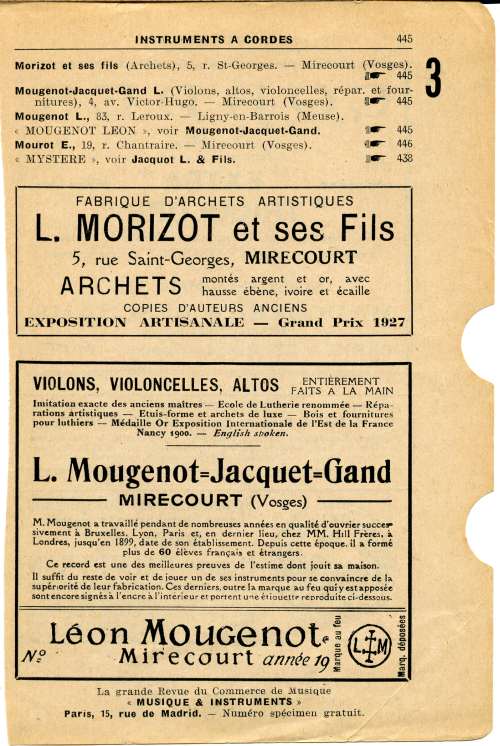 INSTRUMENTS A CORDES 445
3
Morizot et ses fils (Archets), 5, r. St-Georges. — Mirecourt (Vosges).
☛ 445
Mougenot-Jacquet-Gand L. (Violons, altos, violoncelles, répar. et four-
nitures), 4, av. Victor-Hugo. — Mirecourt (Vosges). ☛ 445
Mougenot L., 83, r. Leroux. — Ligny-en-Barrois (Meuse).
« MOUGENOT LEON », voir Mougenot-Jacquet-Gand. ☛ 445
Mourot E., 19, r. Chantraire. — Mirecourt (Vosges). ☛ 446
« MYSTERE », voir Jacquot L. & Fils. ☛ 438
FABRIQUE D'ARCHETS ARTISTIQUES
L. MORIZOT et ses Fils
5, rue Saint-Georges, MIRECOURT
ARCHETS montés argent et or, avec
hausse ébène, ivoire et écaille
COPIES D'AUTEURS ANCIENS
EXPOSITION ARTISANALE — Grand Prix 1927
VIOLONS, VIOLONCELLES, ALTOS ENTIÈREMENT
FAITS A LA MAIN
Imitation exacte des anciens maîtres — Ecole de Lutherie renommée — Répa-
rations artistiques — Etuis-forme et archets de luxe — Bois et fournitures
pour luthiers — Médaille Or Exposition Internationale de l'Est de la France
Nancy 1909. — English spoken.
L. Mougenot=Jacquet=Gand
MIRECOURT (Vosges)
M. Mougenot a travaillé pendant de nombreuses années en qualité d'ouvrier succes-
sivement à Bruxelles, Lyon, Paris et, en dernier lieu, chez MM. Hill Frères, à
Londres, jusqu'en 1899, date de son établissement. Depuis cette époque, il a formé
plus de 60 élèves français et étrangers.
Ce record est une des meilleures preuves de l'estime dont jouit sa maison.
Il suffit du reste de voir et de jouer un de ses instruments pour se convaincre de la
supériorité de leur fabrication. Ces derniers, outre la marque au feu qui y est apposée
sont encore signés à l'encre à l'intérieur et portent une étiquette reproduite ci-dessous.
Léon Mougenot
Nº Mirecourt année 19
Marque au feu
L. M
Marq. déposées
La grande Revue du Commerce de Musique
« MUSIQUE & INSTRUMENTS »
Paris, 15, rue de Madrid. — Numéro spécimen gratuit.